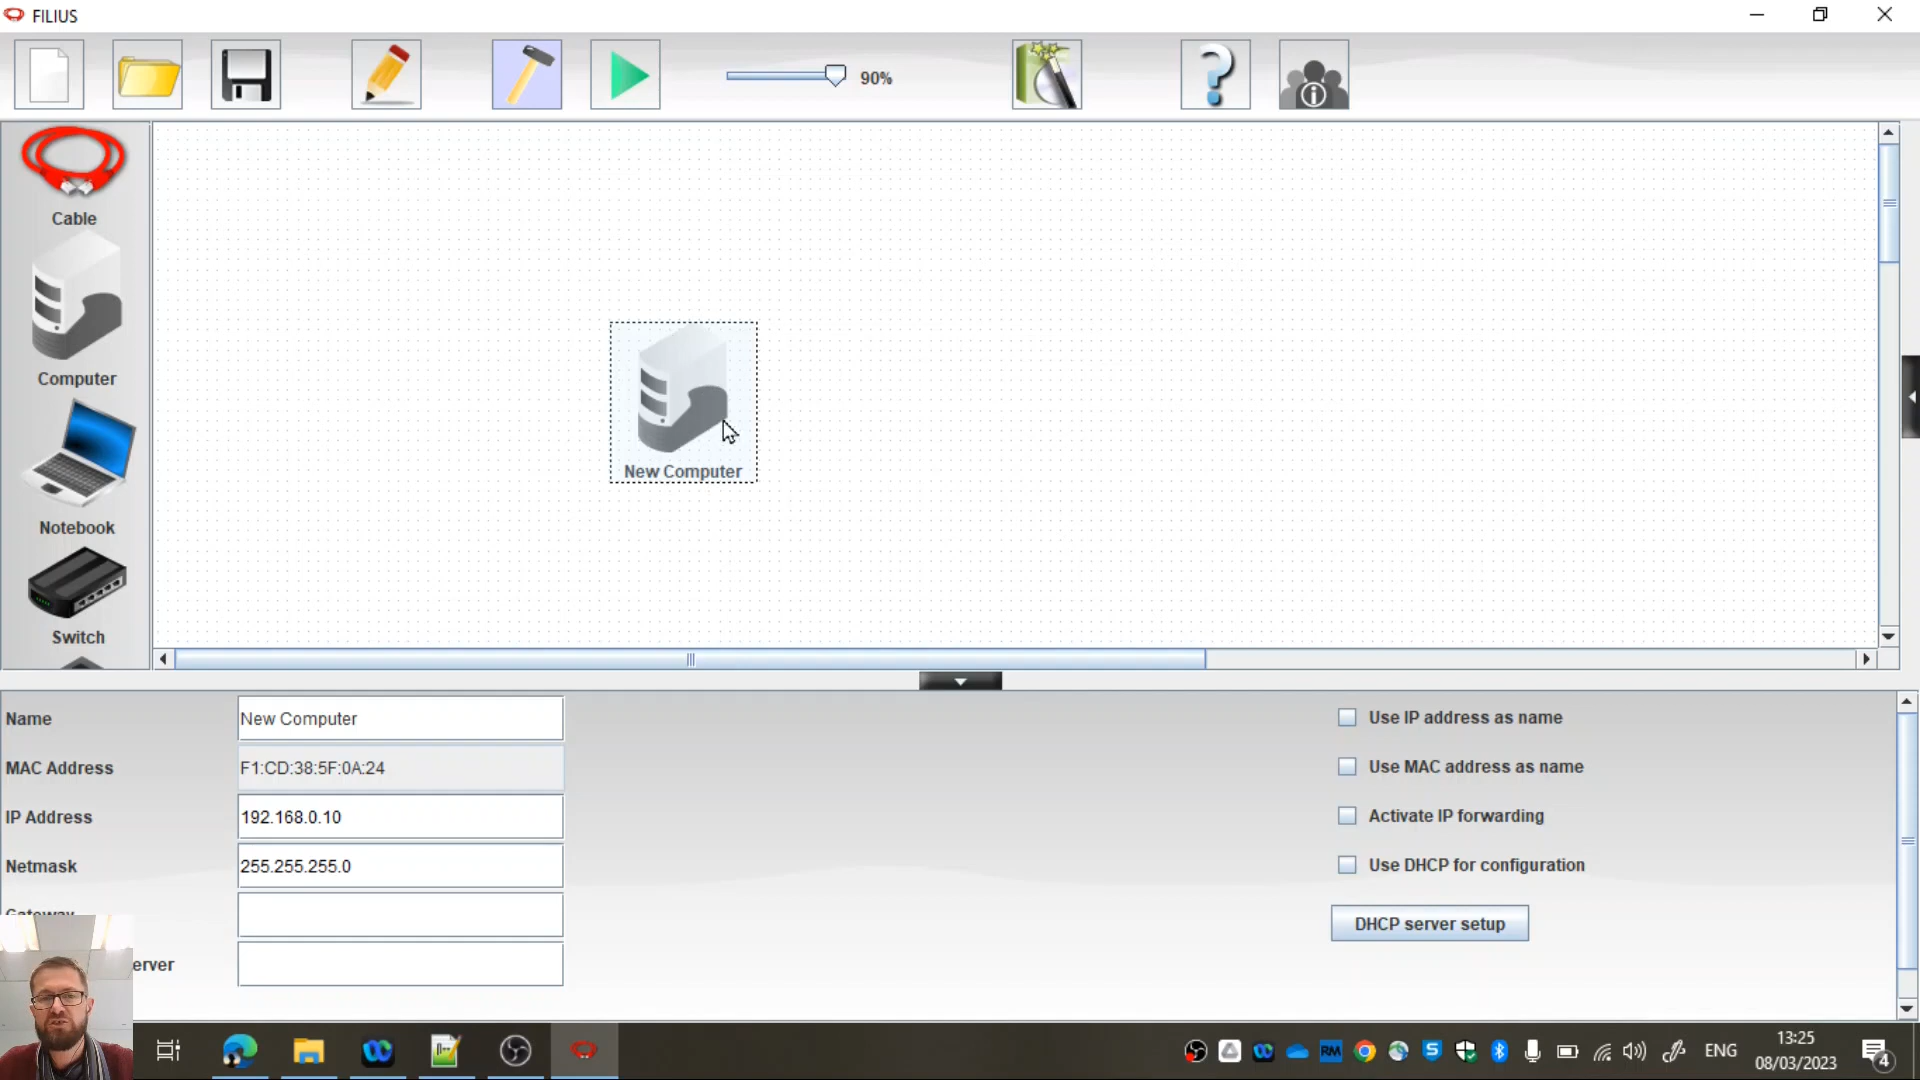 FILIUS
90%
Cable
Computer
Notebook
Switch
New Computer
Name
New Computer
MAC Address
F1:CD:38:5F:0A:24
IP Address
192.168.0.10
Netmask
255.255.255.0
Gateway
erver
Use IP address as name
Use MAC address as name
Activate IP forwarding
Use DHCP for configuration
DHCP server setup
RM
S
ENG
13:25
08/03/2023
4